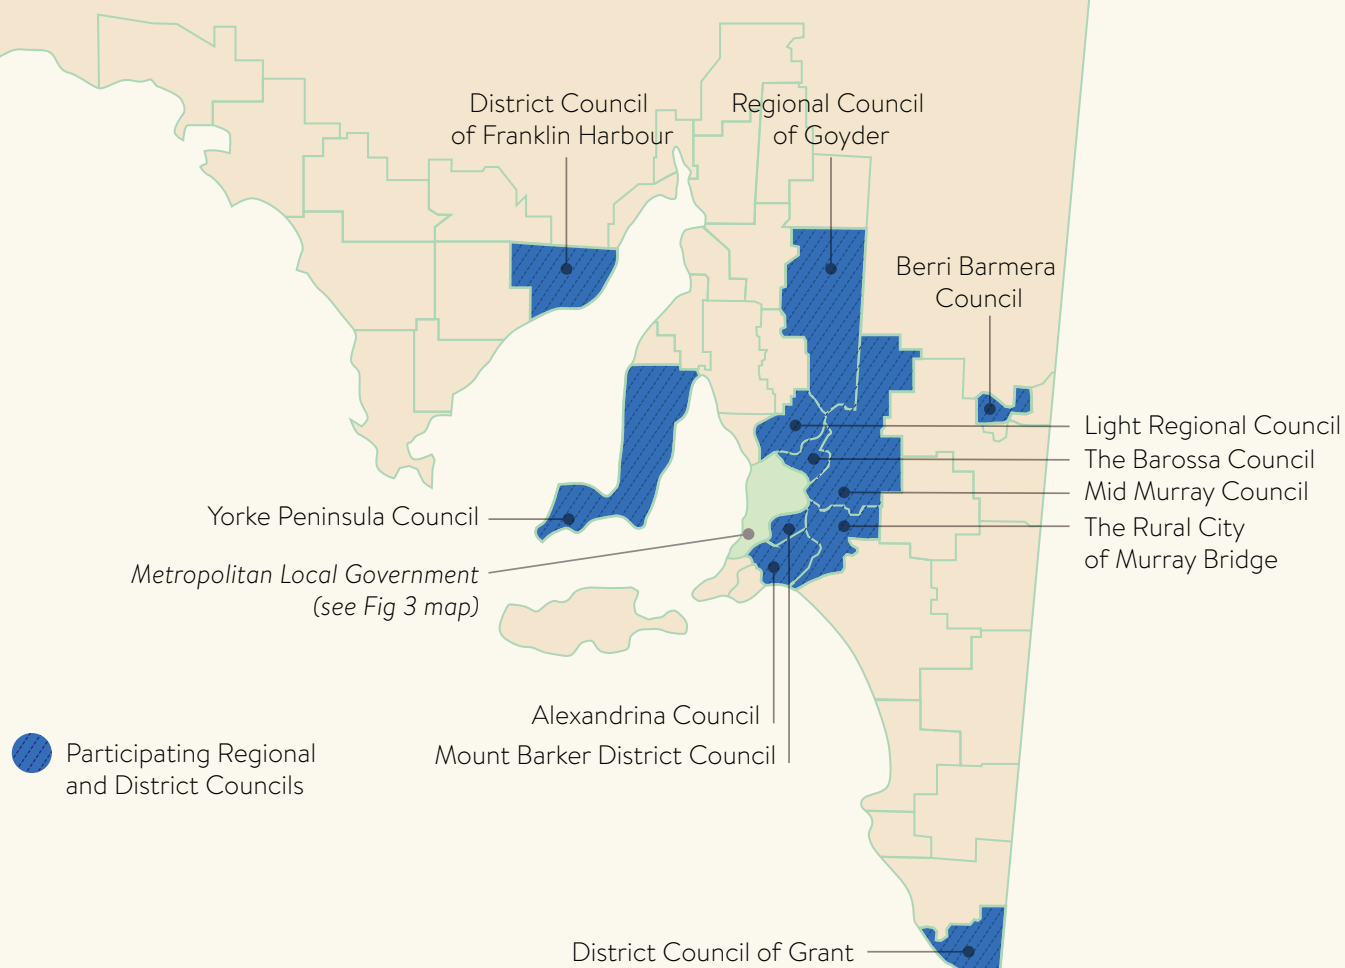 District Council
of Franklin Harbour
Regional Council
of Goyder
Berri Barmera
Council
Light Regional Council
The Barossa Council
Mid Murray Council
The Rural City
of Murray Bridge
Yorke Peninsula Council
Metropolitan Local Government
(see Fig 3 map)
Alexandrina Council
Mount Barker District Council
Participating Regional
and District Councils
District Council of Grant